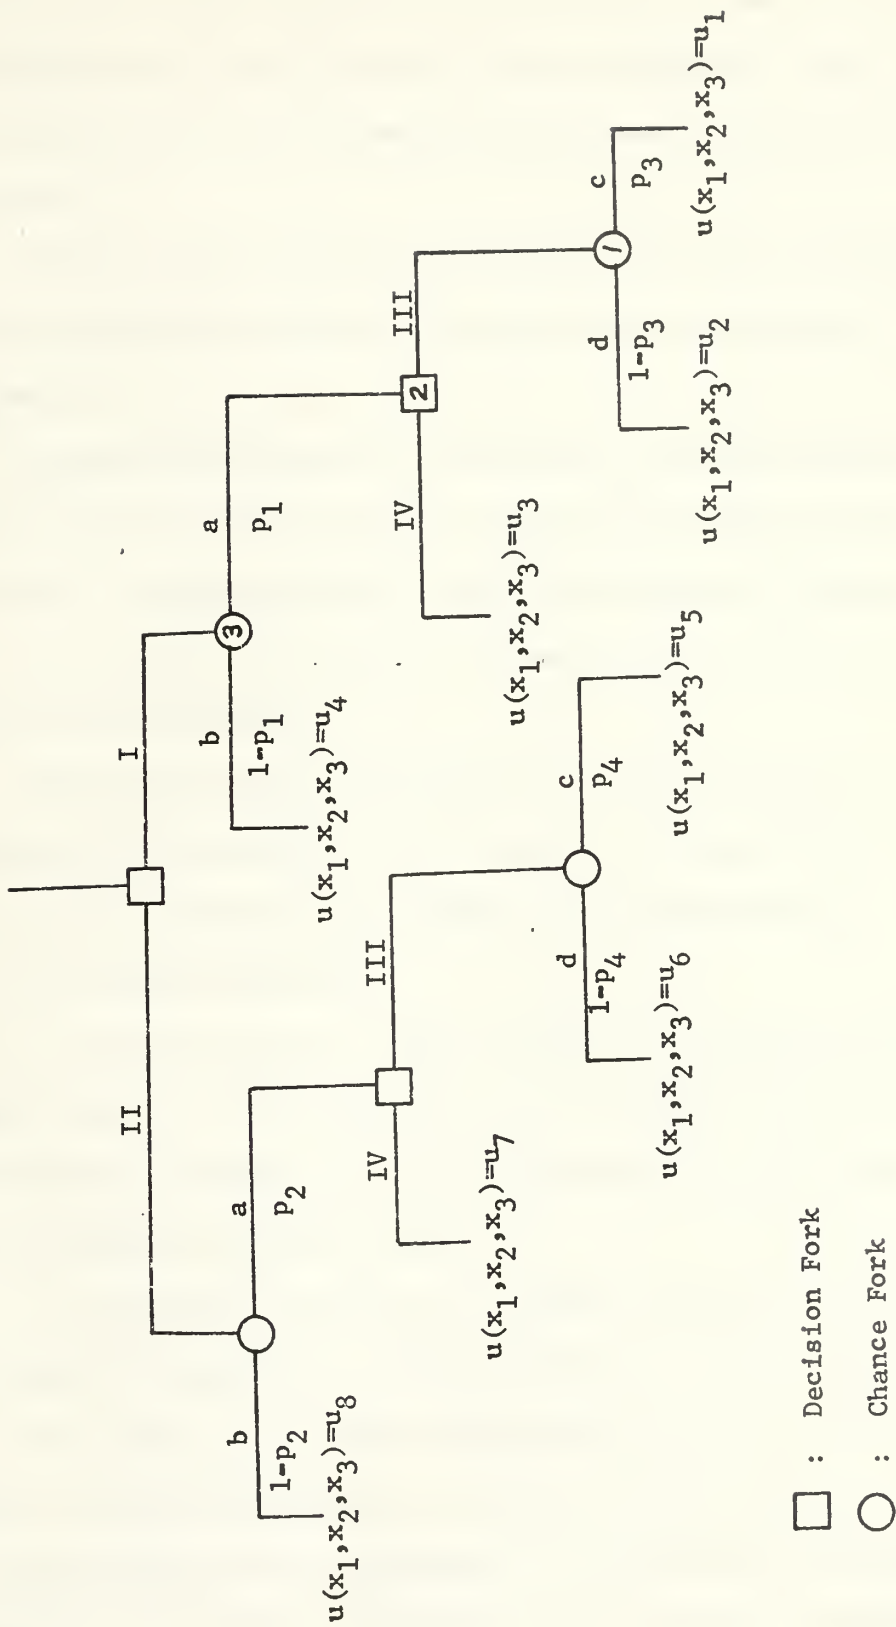 II
I
b
1-p₂
a
p₂
b
1-p₁
a
p₁
u(x₁,x₂,x₃)=u₈
u(x₁,x₂,x₃)=u₄
3
IV
III
IV
III
2
u(x₁,x₂,x₃)=u₇
u(x₁,x₂,x₃)=u₃
d
1-p₄
c
p₄
d
1-p₃
c
p₃
1
u(x₁,x₂,x₃)=u₆
u(x₁,x₂,x₃)=u₅
u(x₁,x₂,x₃)=u₂
u(x₁,x₂,x₃)=u₁
: Decision Fork
: Chance Fork